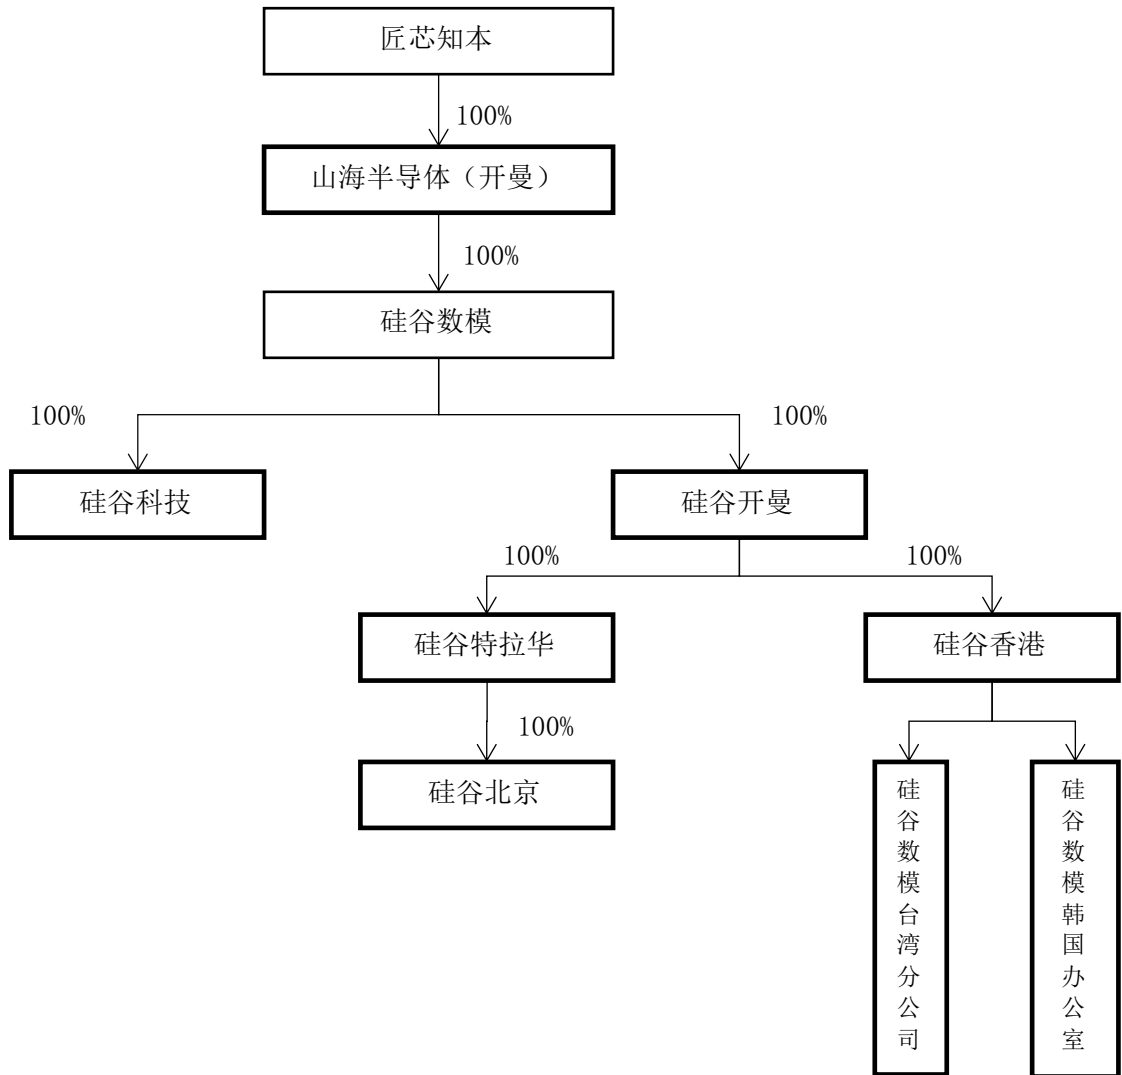 匠芯知本
100%
山海半导体（开曼）
100%
硅谷数模
100%
100%
硅谷科技
硅谷开曼
100%
100%
硅谷特拉华
硅谷香港
100%
硅谷北京
硅谷数模台湾分公司
硅谷数模韩国办公室